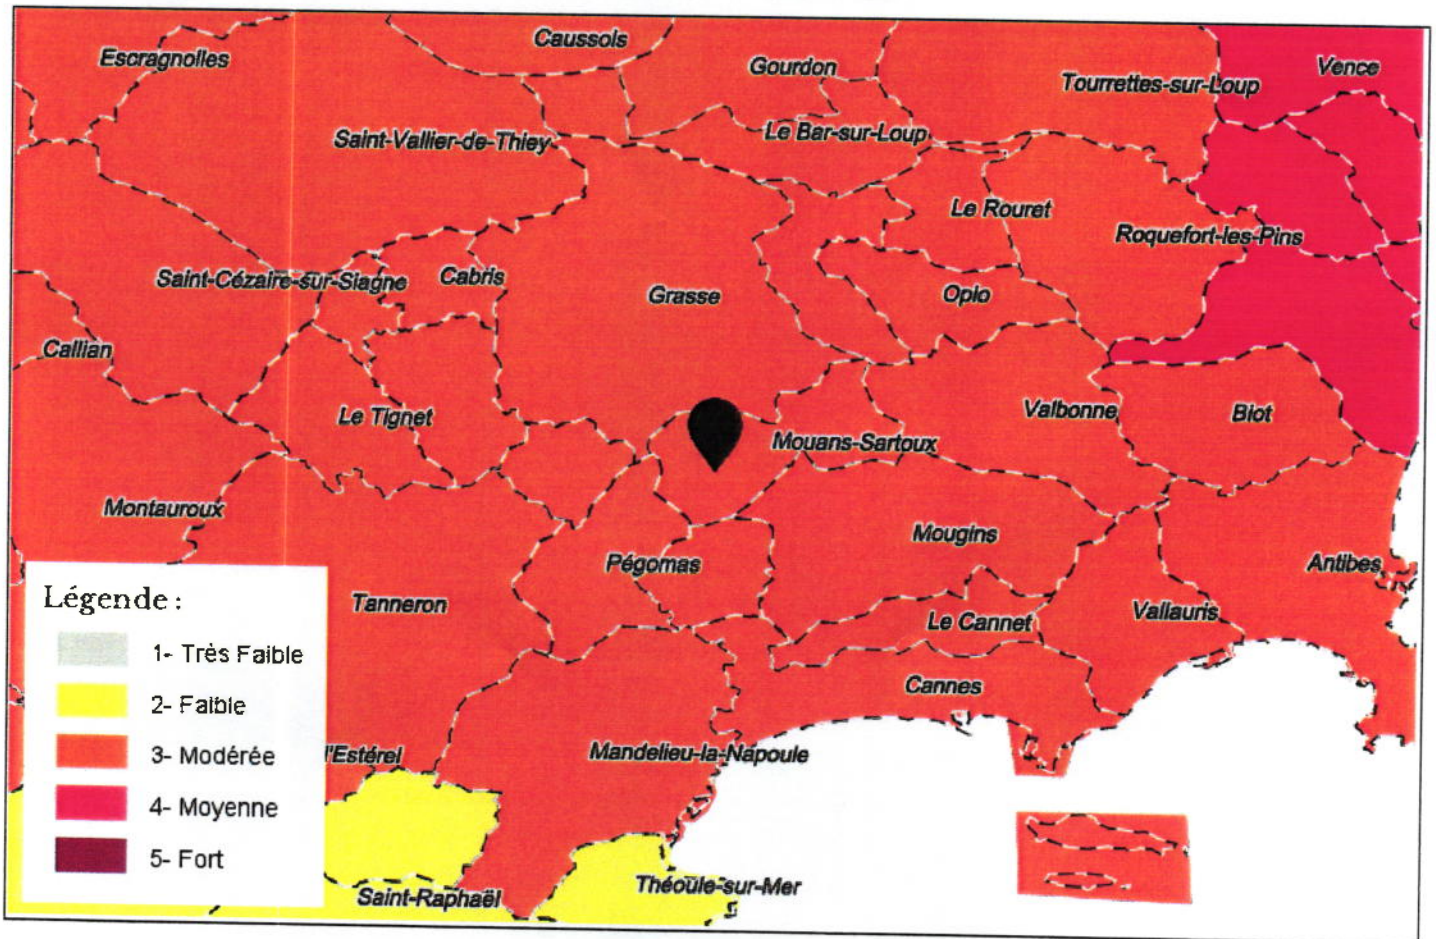 Escragnolles
Caussols
Gourdon
Vence
Tourrettes-sur-Loup
Le Bar-sur-Loup
Saint-Vallier-de-Thiey
Le Rouret
Roquefort-les-Pins
Saint-Cézaire-sur-Siagne
Cabris
Grasse
Opio
Callian
Le Tignet
Valbonne
Biot
Mouans-Sartoux
Montauroux
Mougins
Pégomas
Antibes
Tanneron
Le Cannet
Vallauris
Cannes
l'Estérel
Mandelieu-la-Napoule
Saint-Raphaël
Théoule-sur-Mer
Légende :
1- Très Faible
2- Faible
3- Modérée
4- Moyenne
5- Fort